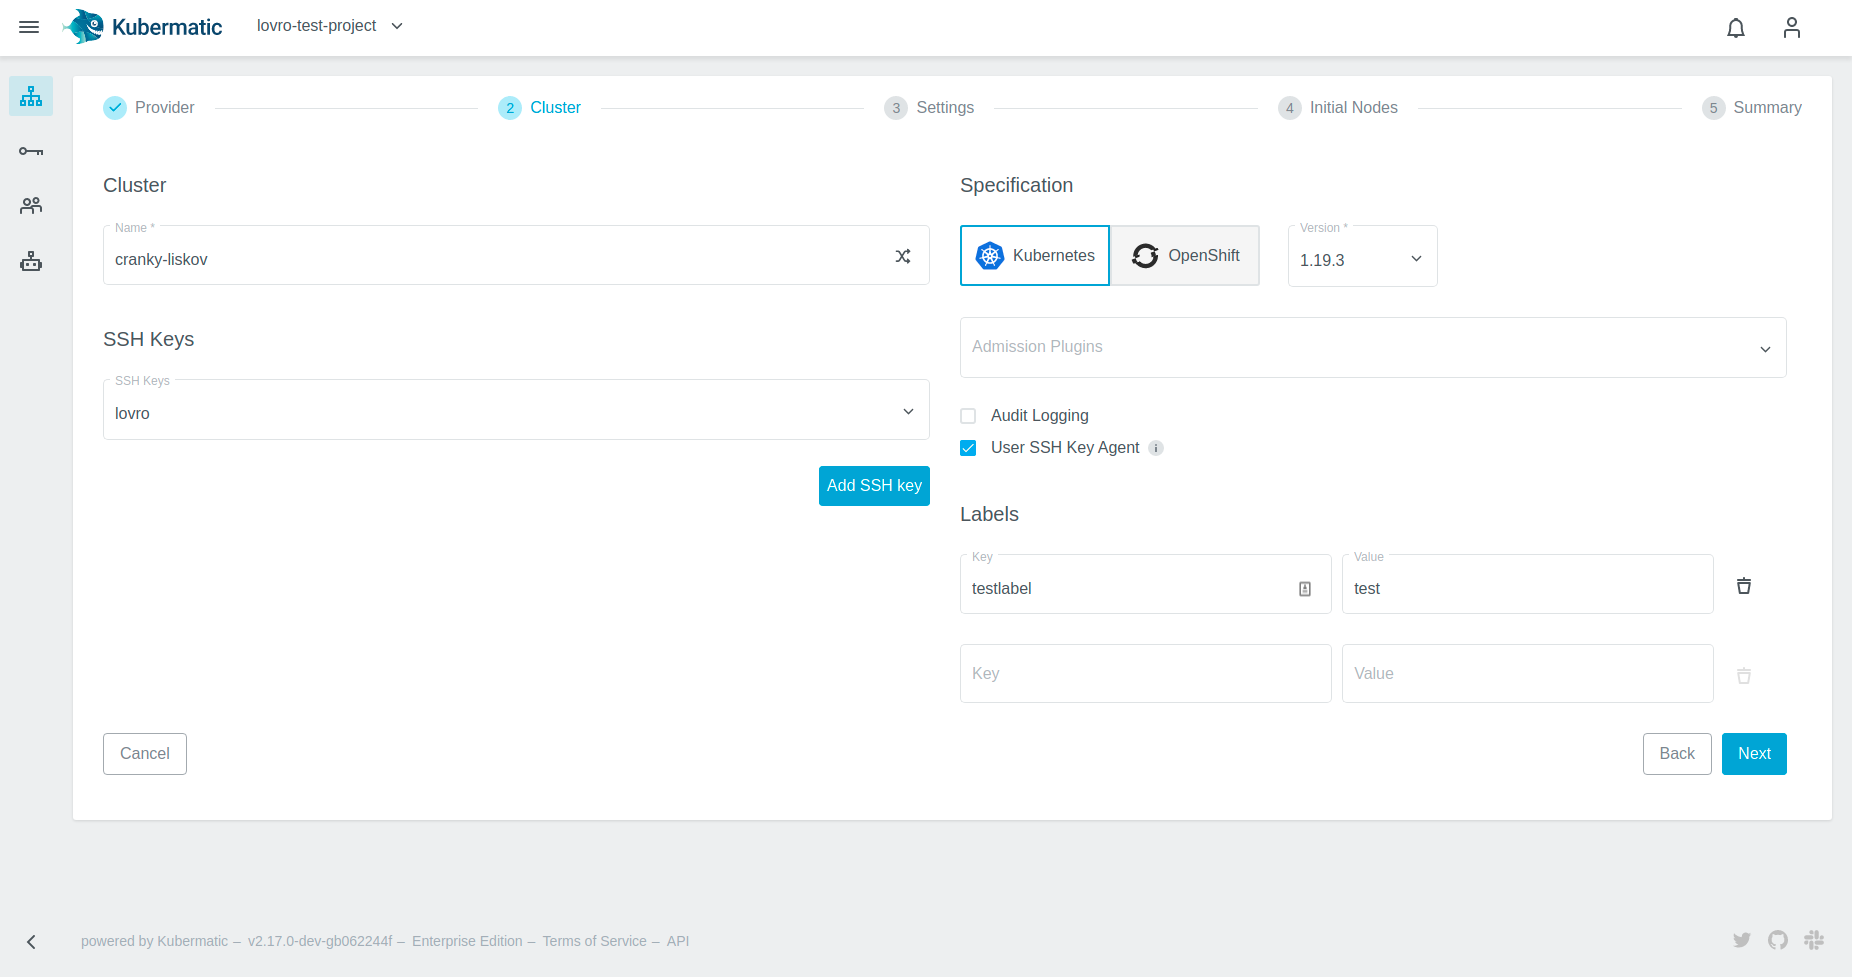 Kubermatic
lovro-test-project
Provider
2 Cluster
3 Settings
4 Initial Nodes
5 Summary
Cluster
Name *
cranky-liskov
SSH Keys
SSH Keys
lovro
Add SSH key
Specification
Kubernetes
OpenShift
Version *
1.19.3
Admission Plugins
Audit Logging
User SSH Key Agent i
Labels
Key
testlabel
Value
test
Key
Value
Cancel
Back
Next
powered by Kubermatic – v2.17.0-dev-gb062244f – Enterprise Edition – Terms of Service – API